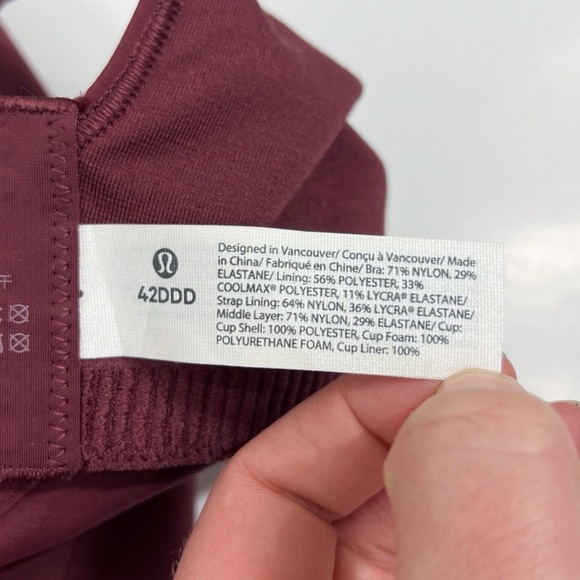 42DDD
Designed in Vancouver/ Conçu à Vancouver/ Made
in China/ Fabriqué en Chine/ Bra: 71% NYLON, 29%
ELASTANE/ Lining: 56% POLYESTER, 33%
COOLMAX® POLYESTER, 11% LYCRA® ELASTANE/
Strap Lining: 64% NYLON, 36% LYCRA® ELASTANE/
Middle Layer: 71% NYLON, 29% ELASTANE/ Cup:
Cup Shell: 100% POLYESTER, Cup Foam: 100%
POLYURETHANE FOAM, Cup Liner: 100%